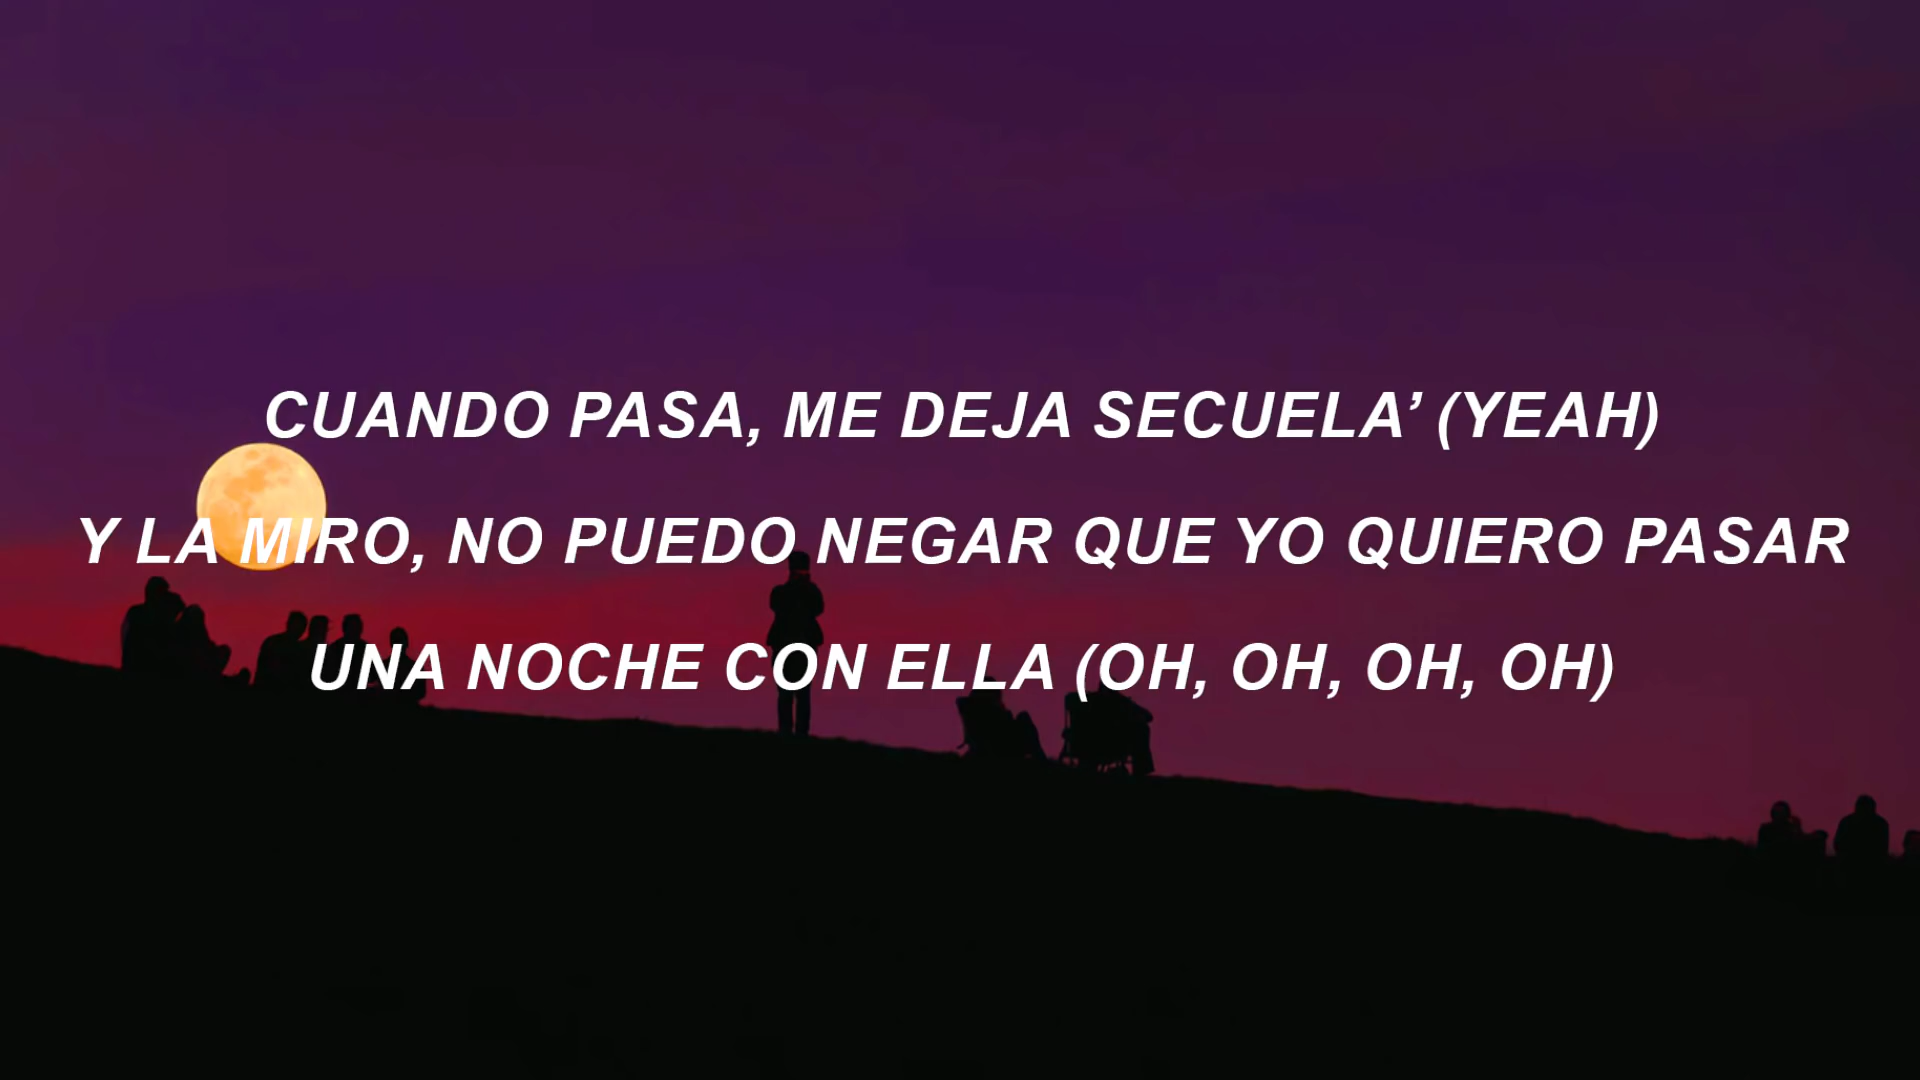 CUANDO PASA, ME DEJA SECUELA’ (YEAH)
Y LA MIRO, NO PUEDO NEGAR QUE YO QUIERO PASAR
UNA NOCHE CON ELLA (OH, OH, OH, OH)